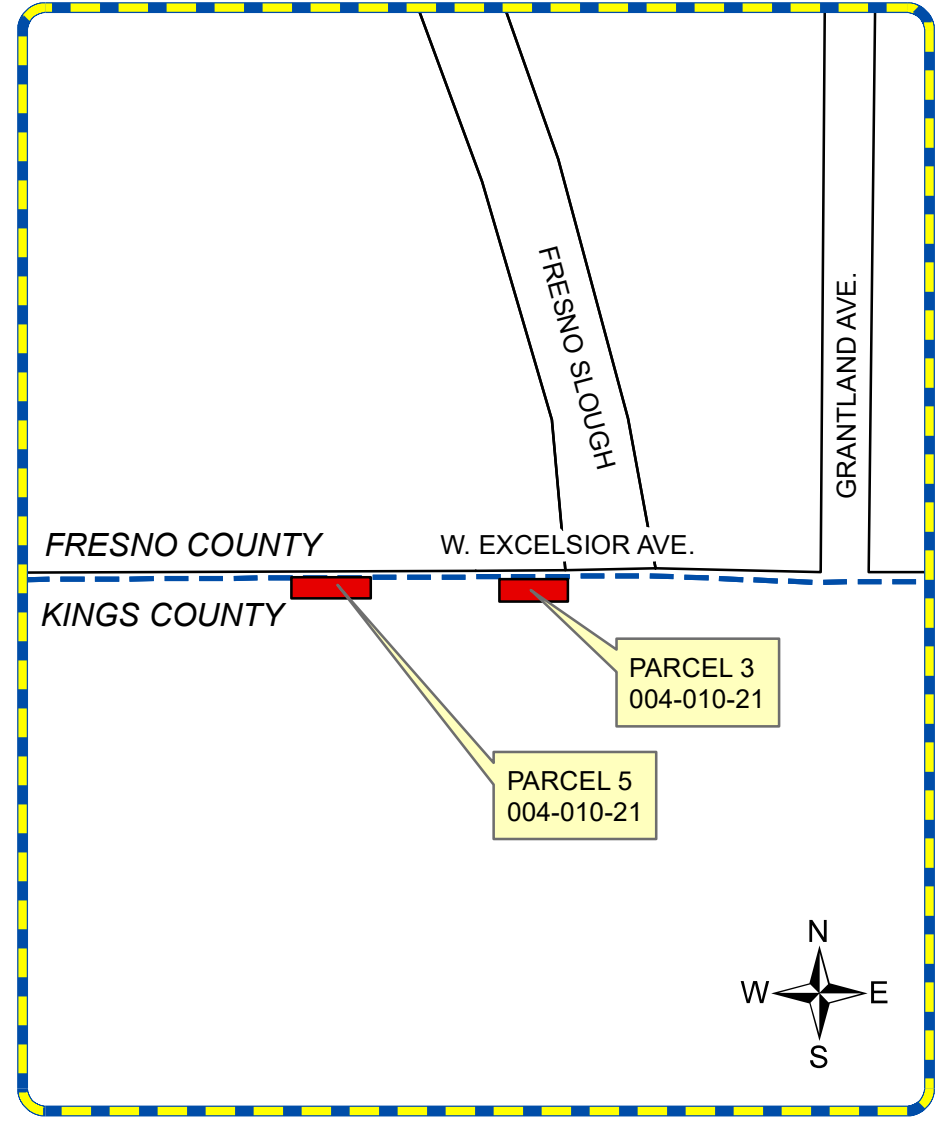 FRESNO SLOUGH
GRANTLAND AVE.
FRESNO COUNTY
W. EXCELSIOR AVE.
KINGS COUNTY
PARCEL 3
004-010-21
PARCEL 5
004-010-21
N
W
E
S